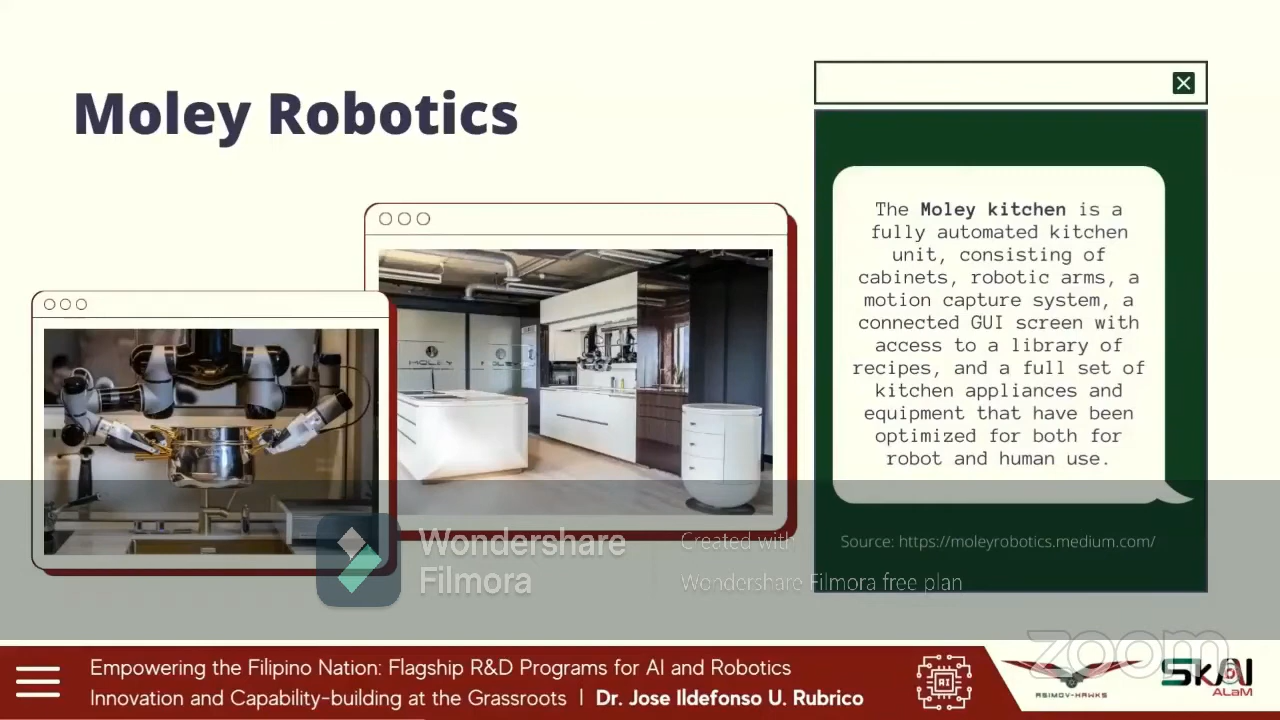 Moley Robotics
The Moley kitchen is a
fully automated kitchen
unit, consisting of
cabinets, robotic arms, a
motion capture system, a
connected GUI screen with
access to a library of
recipes, and a full set of
kitchen appliances and
equipment that have been
optimized for both for
robot and human use.
Source: https://moleyrobotics.medium.com/
MOLEY
Wondershare
Filmora
Created with
Wondershare Filmora free plan
zoom
Empowering the Filipino Nation: Flagship R&D Programs for AI and Robotics
Innovation and Capability-building at the Grassroots | Dr. Jose Ildefonso U. Rubrico
AI
ASIMOV-HAWKS
SkAI
ALaM